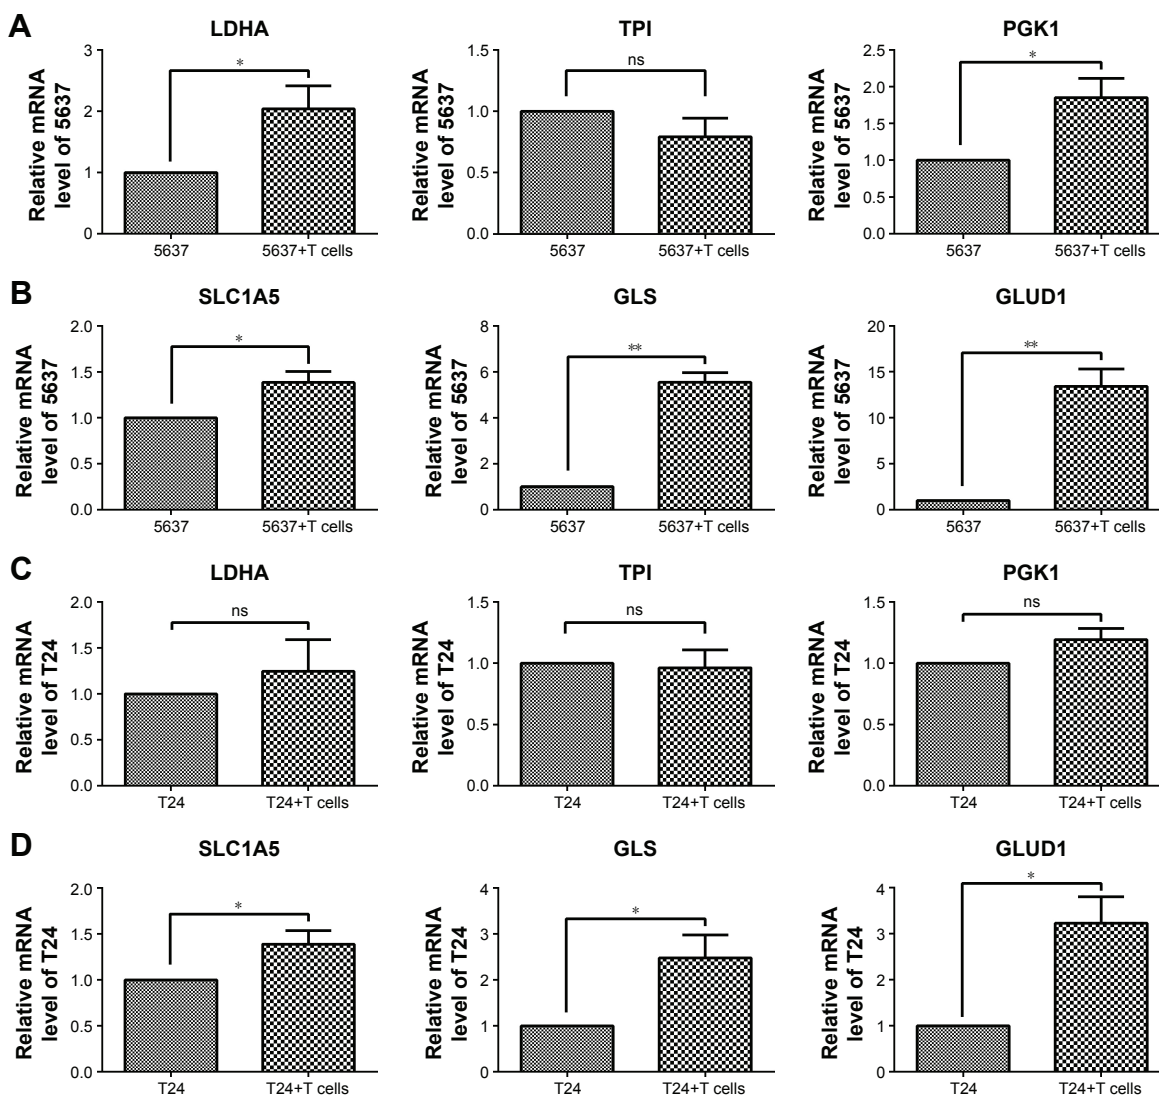 A
LDHA
Relative mRNA
level of 5637
3
2
1
0
*
5637
5637+T cells
TPI
Relative mRNA
level of 5637
1.5
1.0
0.5
0.0
ns
5637
5637+T cells
PGK1
Relative mRNA
level of 5637
2.5
2.0
1.5
1.0
0.5
0.0
*
5637
5637+T cells
B
SLC1A5
Relative mRNA
level of 5637
2.0
1.5
1.0
0.5
0.0
*
5637
5637+T cells
GLS
Relative mRNA
level of 5637
8
6
4
2
0
**
5637
5637+T cells
GLUD1
Relative mRNA
level of 5637
20
15
10
5
0
**
5637
5637+T cells
C
LDHA
Relative mRNA
level of T24
2.0
1.5
1.0
0.5
0.0
ns
T24
T24+T cells
TPI
Relative mRNA
level of T24
1.5
1.0
0.5
0.0
ns
T24
T24+T cells
PGK1
Relative mRNA
level of T24
1.5
1.0
0.5
0.0
ns
T24
T24+T cells
D
SLC1A5
Relative mRNA
level of T24
2.0
1.5
1.0
0.5
0.0
*
T24
T24+T cells
GLS
Relative mRNA
level of T24
4
3
2
1
0
*
T24
T24+T cells
GLUD1
Relative mRNA
level of T24
4
3
2
1
0
*
T24
T24+T cells